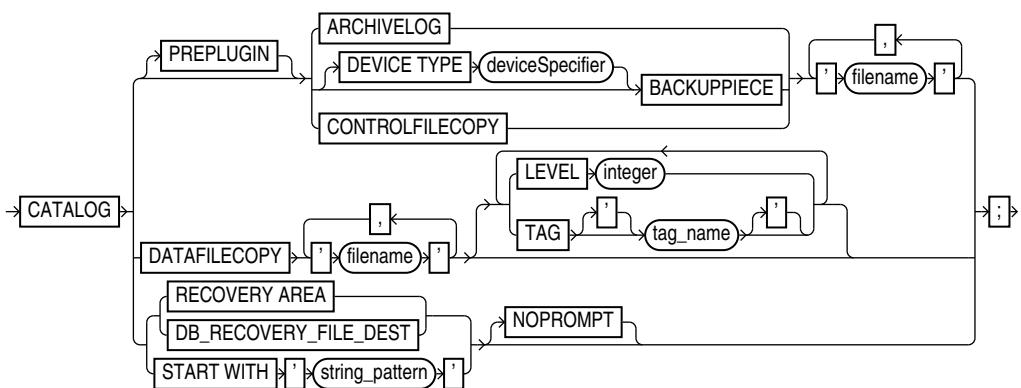 ,
ARCHIVELOG
PREPLUGIN
DEVICE TYPE deviceSpecifier
' filename '
BACKUPPIECE
CONTROLFILECOPY
LEVEL integer
CATALOG
;
,
' '
TAG tag_name
DATAFILECOPY ' filename '
RECOVERY AREA
NOPROMPT
DB_RECOVERY_FILE_DEST
START WITH ' string_pattern '